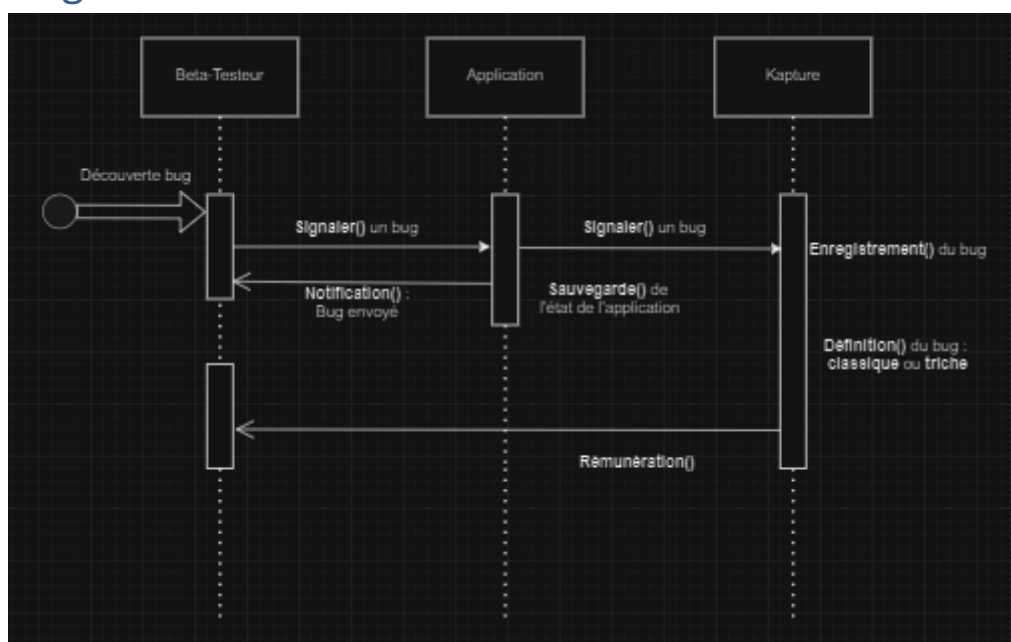 Beta-Testeur
Application
Kapture
Découverte bug
Signaler() un bug
Signaler() un bug
Enregistrement() du bug
Notification() :
Bug envoyé
Sauvegarde() de
l'état de l'application
Définition() du bug :
classique ou triche
Rémunération()